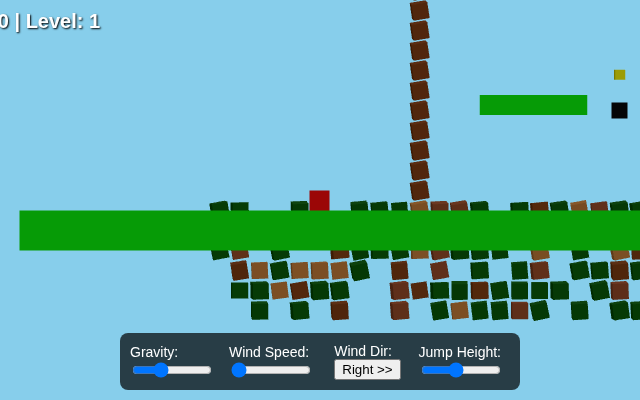 0 | Level: 1
Gravity:
Wind Speed:
Wind Dir:
Jump Height:
Right >>